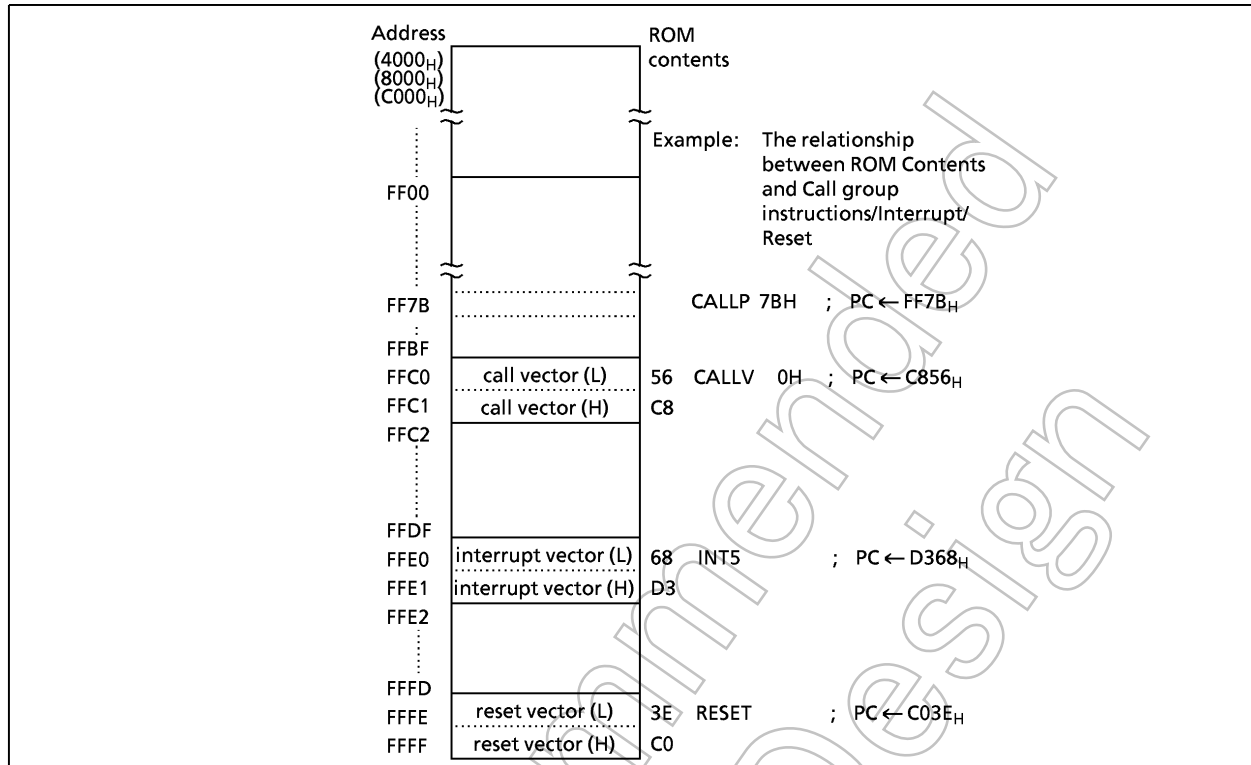 Address ROM
(4000H) contents
(8000H)
(C000H)
Example: The relationship
between ROM Contents
FF00 and Call group
instructions/Interrupt/
Reset
FF7B CALLP 7BH ; PC ← FF7BH
FFBF
FFC0 call vector (L) 56 CALLV 0H ; PC ← C856H
FFC1 call vector (H) C8
FFC2
FFDF
FFE0 interrupt vector (L) 68 INT5 ; PC ← D368H
FFE1 interrupt vector (H) D3
FFE2
FFFD
FFFE reset vector (L) 3E RESET ; PC ← C03EH
FFFF reset vector (H) C0
Design